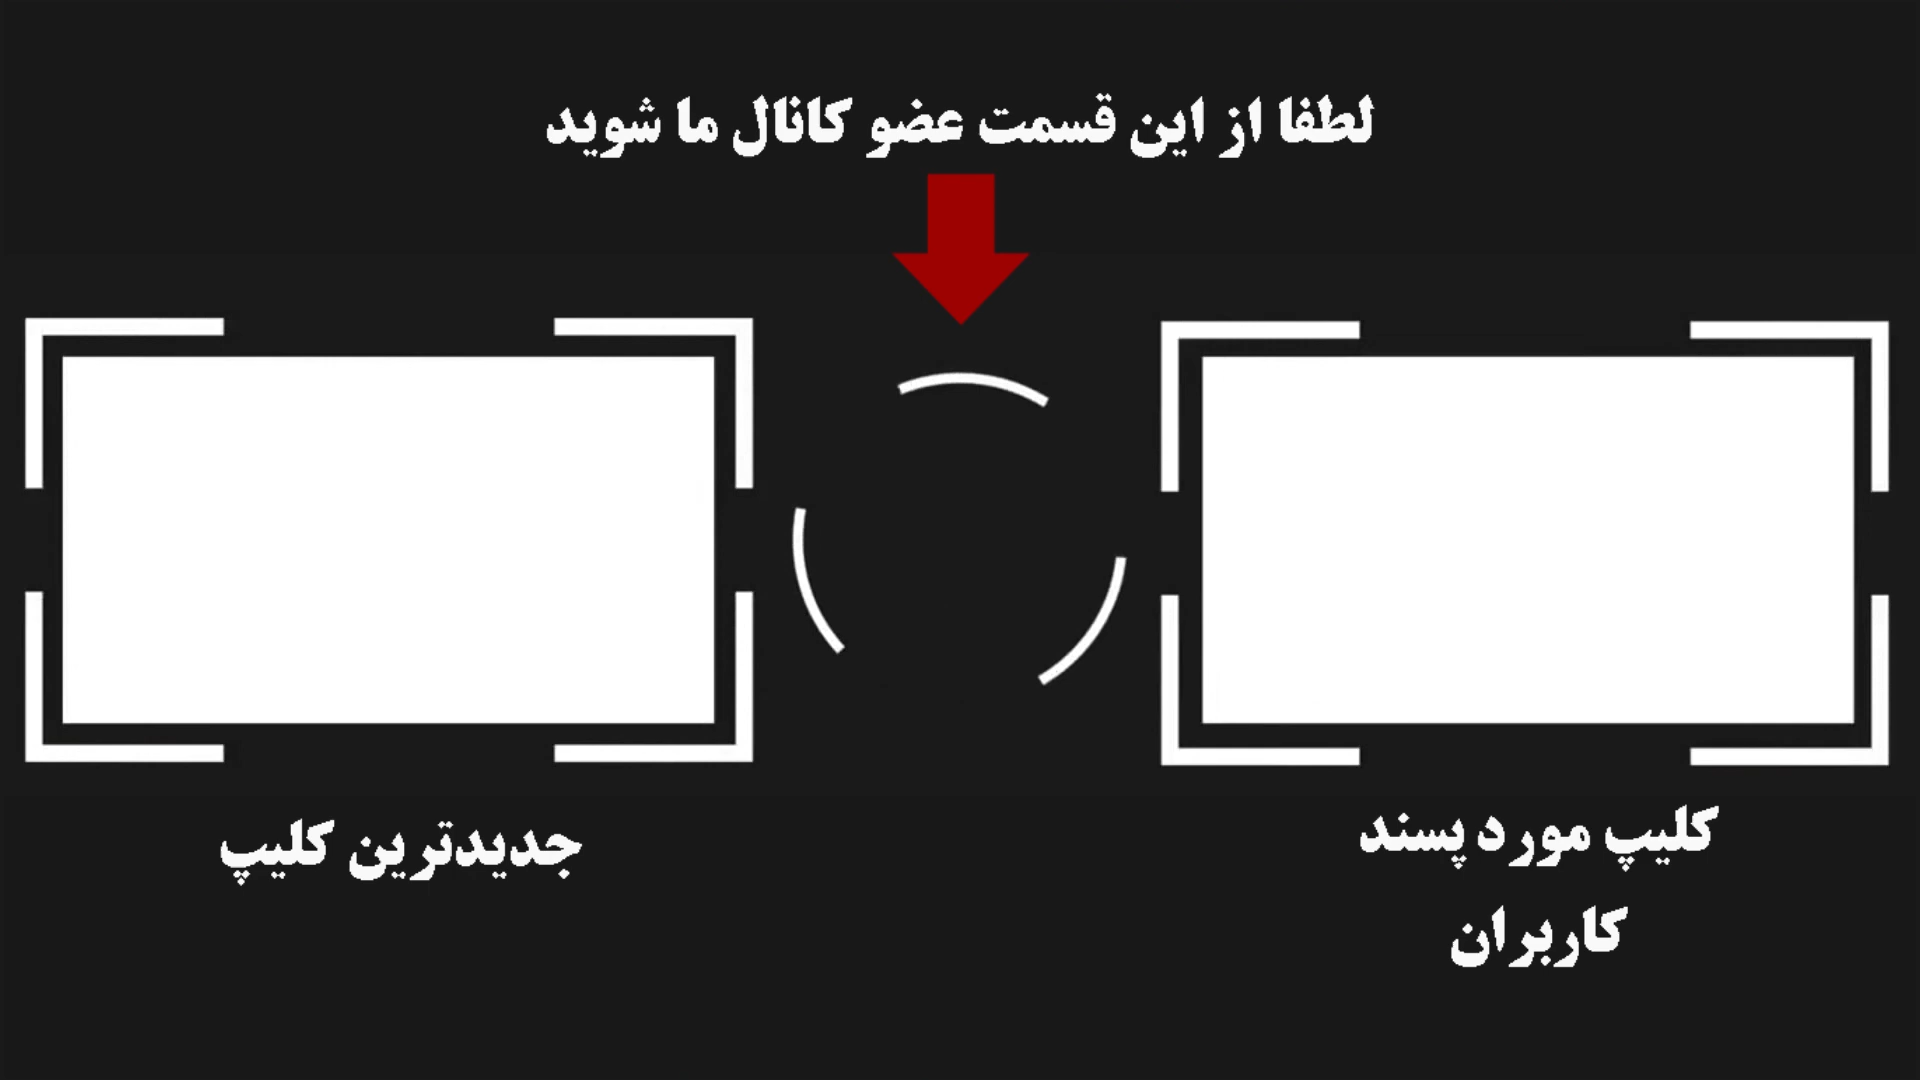 لطفا از این قسمت عضو کانال ما شوید
کلیپ مورد پسند
کاربران
جدیدترین کلیپ